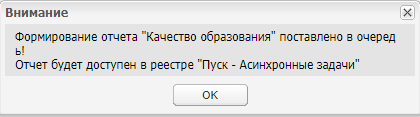 Внимание
Формирование отчета "Качество образования" поставлено в очеред
ь!
Отчет будет доступен в реестре "Пуск - Асинхронные задачи"
OK